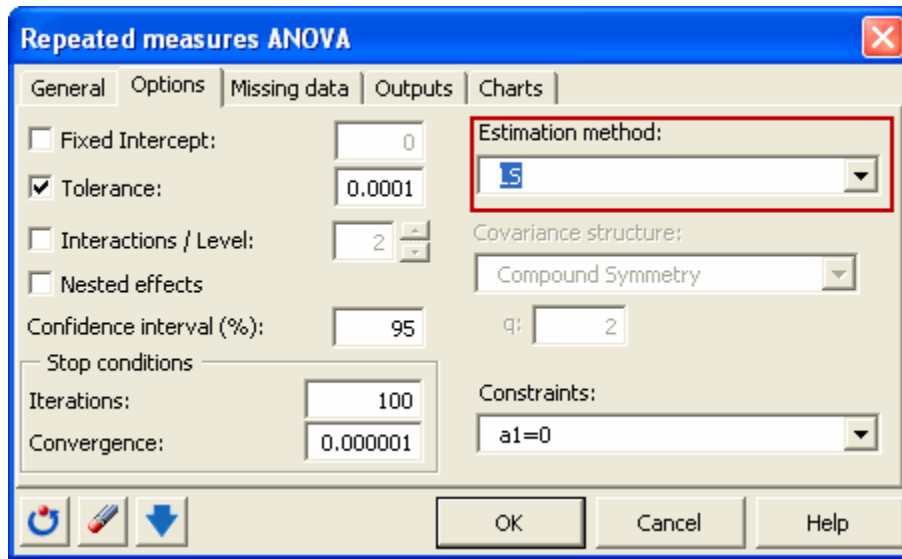 Repeated measures ANOVA
General Options Missing data Outputs Charts
Fixed Intercept: 0
Tolerance: 0.0001
Interactions / Level: 2
Nested effects
Confidence interval (%): 95
Stop conditions
Iterations: 100
Convergence: 0.000001
Estimation method:
LS
Covariance structure:
Compound Symmetry
q: 2
Constraints:
a1=0
OK Cancel Help